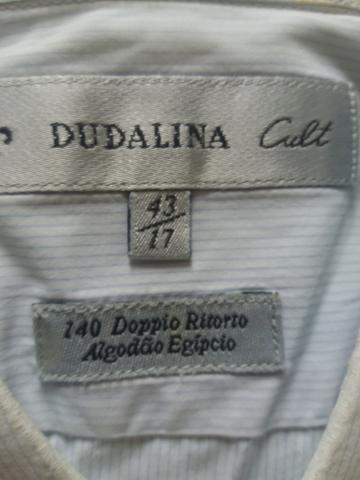 DUDALINA Cult
43
17
140 Doppio Ritorto
Algodão Egípcio